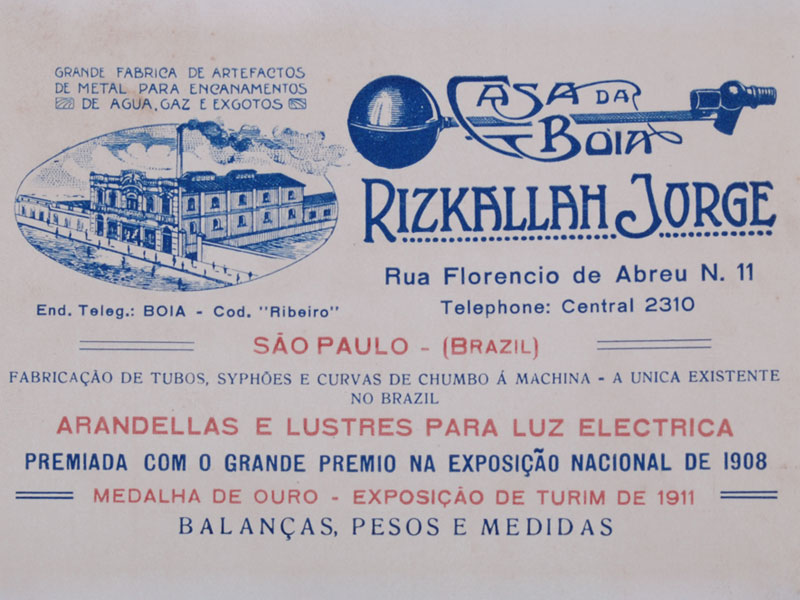 GRANDE FABRICA DE ARTEFACTOS
DE METAL PARA ENCANAMENTOS
DE AGUA, GAZ E EXGOTOS
CASA DA
BOIA
RIZKALLAH JORGE
Rua Florencio de Abreu N. 11
Telephone: Central 2310
End. Teleg.: BOIA - Cod. "Ribeiro"
SÃO PAULO - (BRAZIL)
FABRICAÇÃO DE TUBOS, SYPHÕES E CURVAS DE CHUMBO Á MACHINA - A UNICA EXISTENTE
NO BRAZIL
ARANDELLAS E LUSTRES PARA LUZ ELECTRICA
PREMIADA COM O GRANDE PREMIO NA EXPOSIÇÃO NACIONAL DE 1908
MEDALHA DE OURO - EXPOSIÇÃO DE TURIM DE 1911
BALANÇAS, PESOS E MEDIDAS